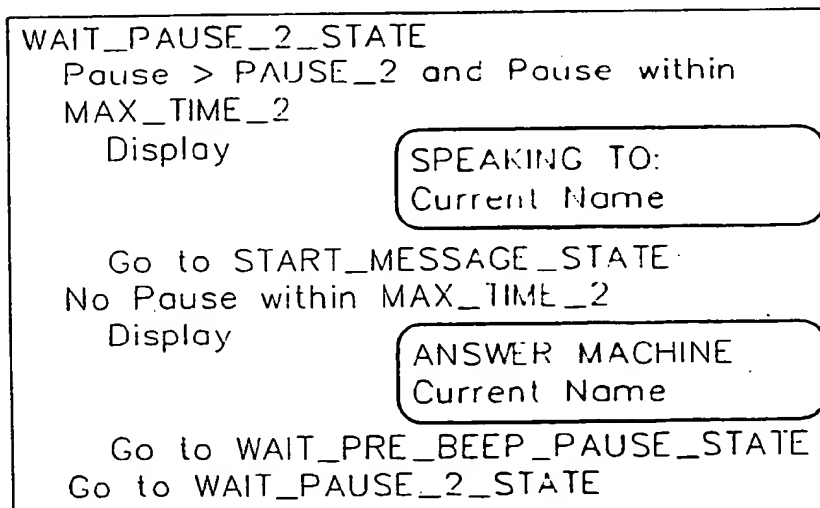 WAIT_PAUSE_2_STATE
Pause > PAUSE_2 and Pause within
MAX_TIME_2
Display
SPEAKING TO:
Current Name
Go to START_MESSAGE_STATE
No Pause within MAX_TIME_2
Display
ANSWER MACHINE
Current Name
Go to WAIT_PRE_BEEP_PAUSE_STATE
Go to WAIT_PAUSE_2_STATE